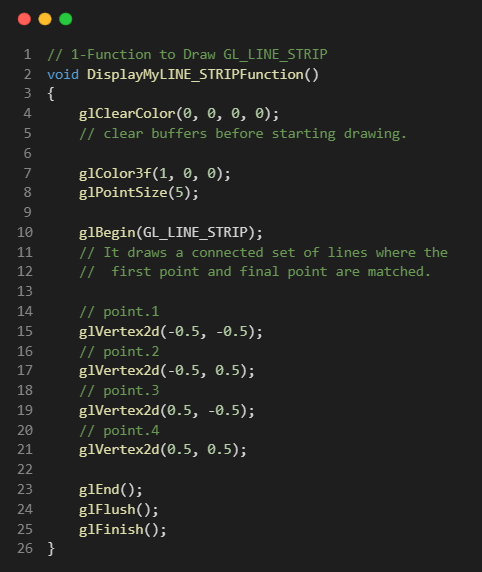 1 // 1-Function to Draw GL_LINE_STRIP
2 void DisplayMyLINE_STRIPFunction()
3 {
4     glClearColor(0, 0, 0, 0);
5     // clear buffers before starting drawing.
6
7     glColor3f(1, 0, 0);
8     glPointSize(5);
9
10     glBegin(GL_LINE_STRIP);
11     // It draws a connected set of lines where the
12     //  first point and final point are matched.
13
14     // point.1
15     glVertex2d(-0.5, -0.5);
16     // point.2
17     glVertex2d(-0.5, 0.5);
18     // point.3
19     glVertex2d(0.5, -0.5);
20     // point.4
21     glVertex2d(0.5, 0.5);
22
23     glEnd();
24     glFlush();
25     glFinish();
26 }